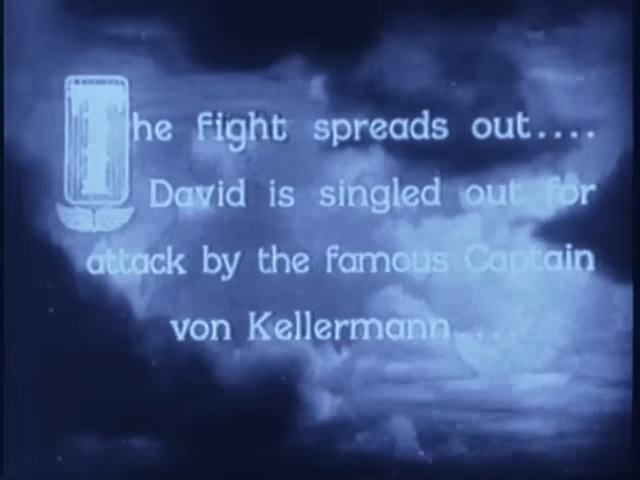 The fight spreads out....
David is singled out for
attack by the famous Captain
von Kellermann.....